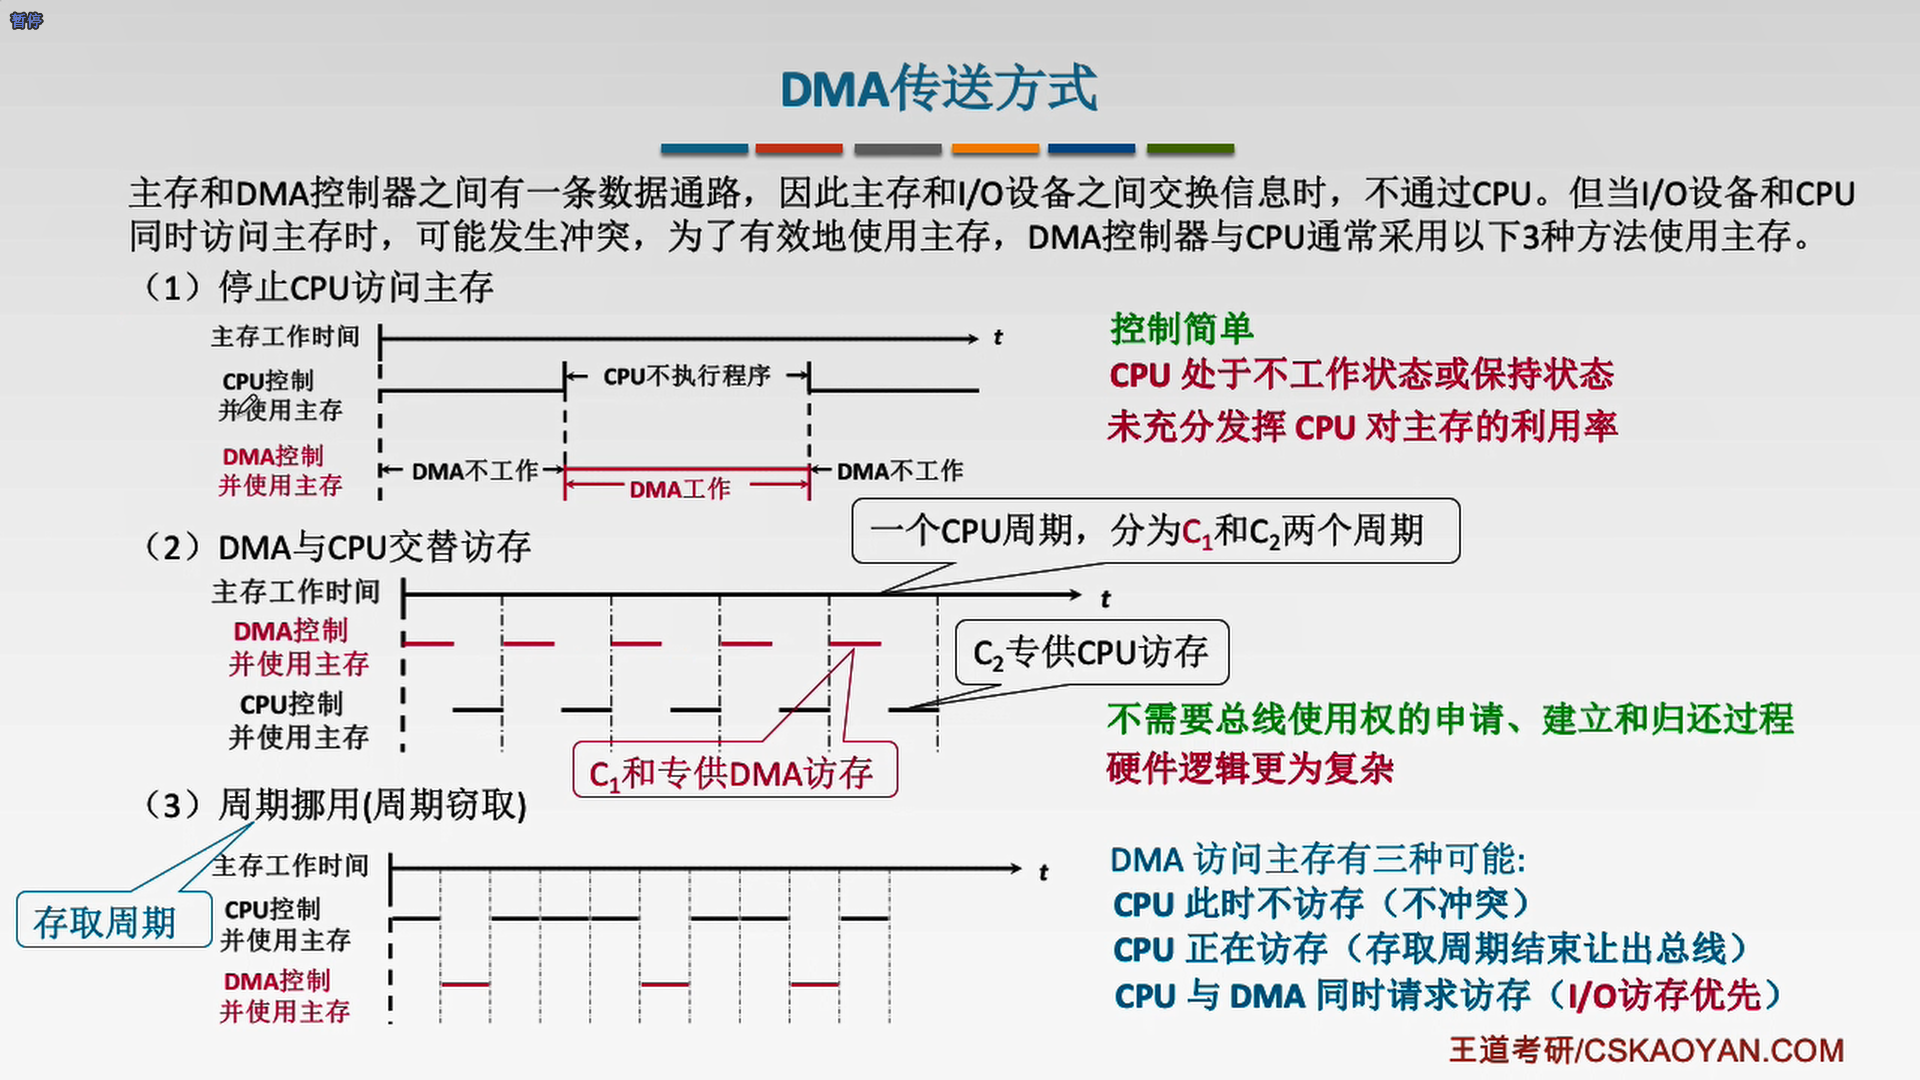 暂停
DMA传送方式
主存和DMA控制器之间有一条数据通路，因此主存和I/O设备之间交换信息时，不通过CPU。但当I/O设备和CPU
同时访问主存时，可能发生冲突，为了有效地使用主存，DMA控制器与CPU通常采用以下3种方法使用主存。
（1）停止CPU访问主存
主存工作时间
t
CPU控制
并使用主存
CPU不执行程序
DMA控制
并使用主存
DMA不工作
DMA工作
DMA不工作
控制简单
CPU 处于不工作状态或保持状态
未充分发挥 CPU 对主存的利用率
（2）DMA与CPU交替访存
一个CPU周期，分为C1和C2两个周期
主存工作时间
t
DMA控制
并使用主存
C2专供CPU访存
CPU控制
并使用主存
C1和专供DMA访存
不需要总线使用权的申请、建立和归还过程
硬件逻辑更为复杂
（3）周期挪用(周期窃取)
存取周期
主存工作时间
t
CPU控制
并使用主存
DMA控制
并使用主存
DMA 访问主存有三种可能:
CPU 此时不访存（不冲突）
CPU 正在访存（存取周期结束让出总线）
CPU 与 DMA 同时请求访存（I/O访存优先）
王道考研/CSKAOYAN.COM